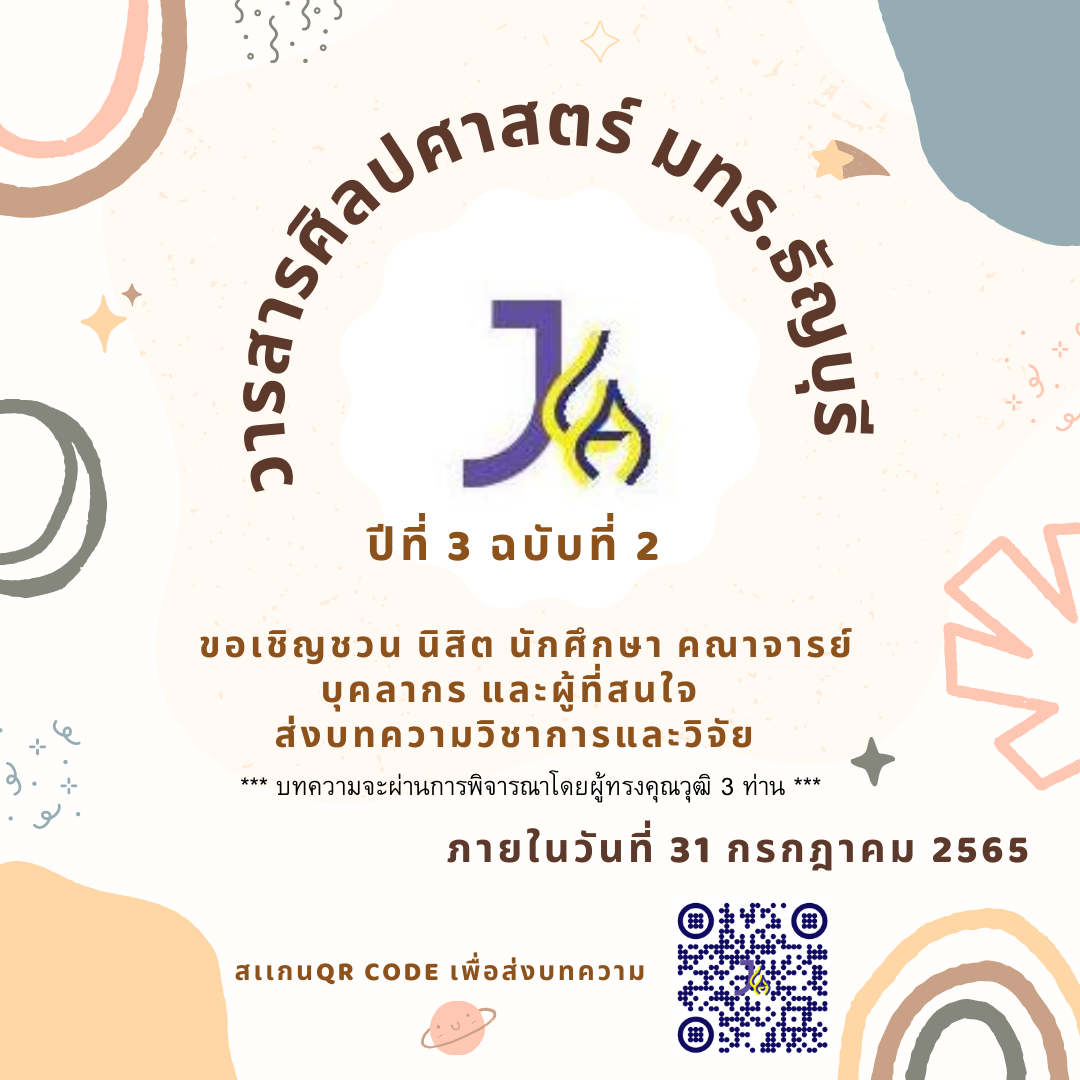 วารสารศิลปศาสตร์ มทร.ธัญบุรี
JLA
ปีที่ 3 ฉบับที่ 2
ขอเชิญชวน นิสิต นักศึกษา คณาจารย์
บุคลากร และผู้ที่สนใจ
ส่งบทความวิชาการและวิจัย
*** บทความจะผ่านการพิจารณาโดยผู้ทรงคุณวุฒิ 3 ท่าน ***
ภายในวันที่ 31 กรกฎาคม 2565
สแกนQR CODE เพื่อส่งบทความ